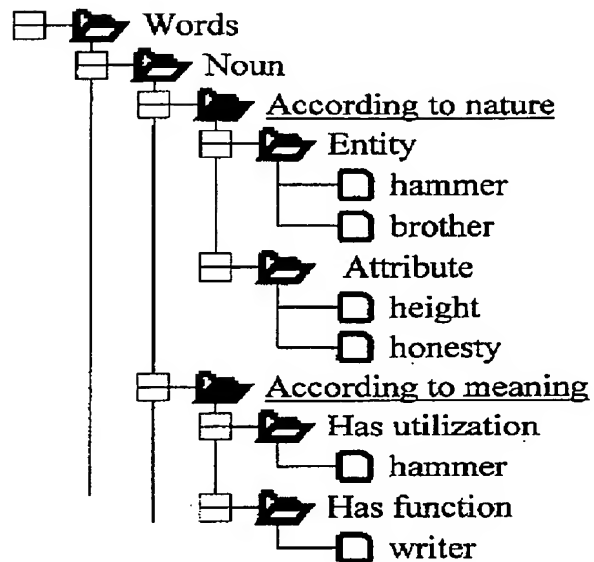 Words
Noun
According to nature
Entity
hammer
brother
Attribute
height
honesty
According to meaning
Has utilization
hammer
Has function
writer